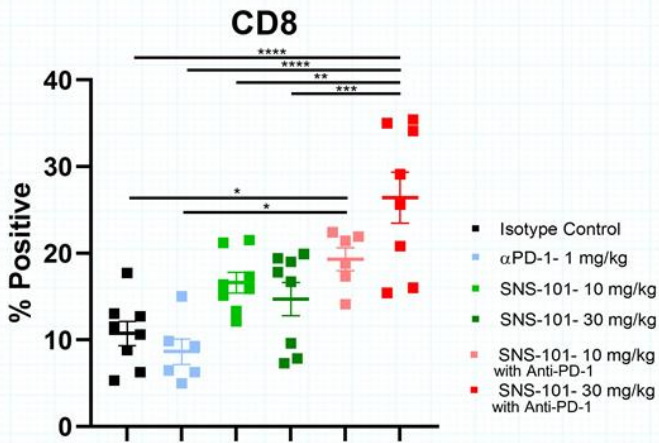 CD8
****
****
**
***
*
*
% Positive
40
30
20
10
0
Isotype Control
αPD-1- 1 mg/kg
SNS-101- 10 mg/kg
SNS-101- 30 mg/kg
SNS-101- 10 mg/kg
with Anti-PD-1
SNS-101- 30 mg/kg
with Anti-PD-1